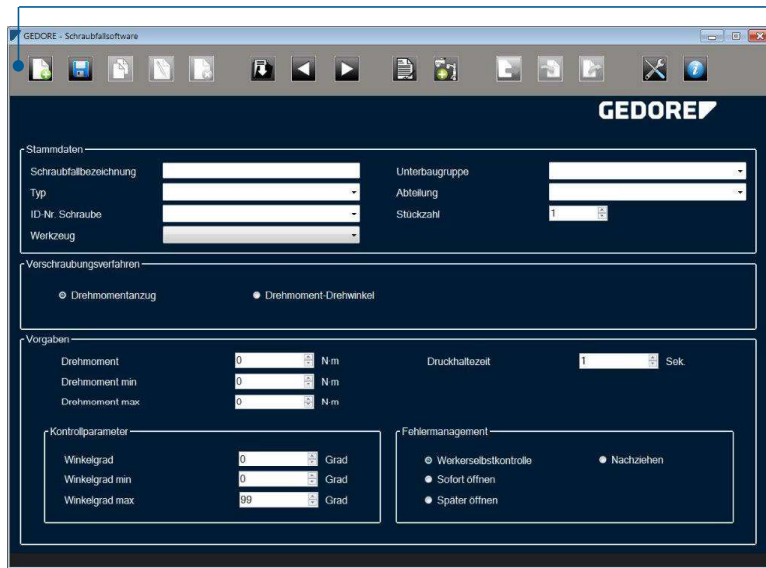 GEDORE - Schraubfallsoftware
GEDORE
Stammdaten
Schraubfallbezeichnung
Unterbaugruppe
Typ
Abteilung
ID-Nr. Schraube
Stückzahl
1
Werkzeug
Verschraubungsverfahren
Drehmomentanzug
Drehmoment-Drehwinkel
Vorgaben
Drehmoment
0
N·m
Druckhaltezeit
1
Sek.
Drehmoment min
0
N·m
Drehmoment max
0
N·m
Kontrollparameter
Winkelgrad
0
Grad
Winkelgrad min
0
Grad
Winkelgrad max
99
Grad
Fehlermanagement
Werkerselbstkontrolle
Nachziehen
Sofort öffnen
Später öffnen